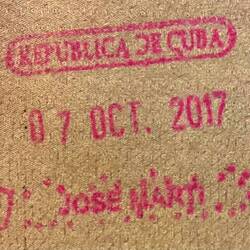 REPUBLICA DE CUBA
07 OCT. 2017
JOSE MARTI